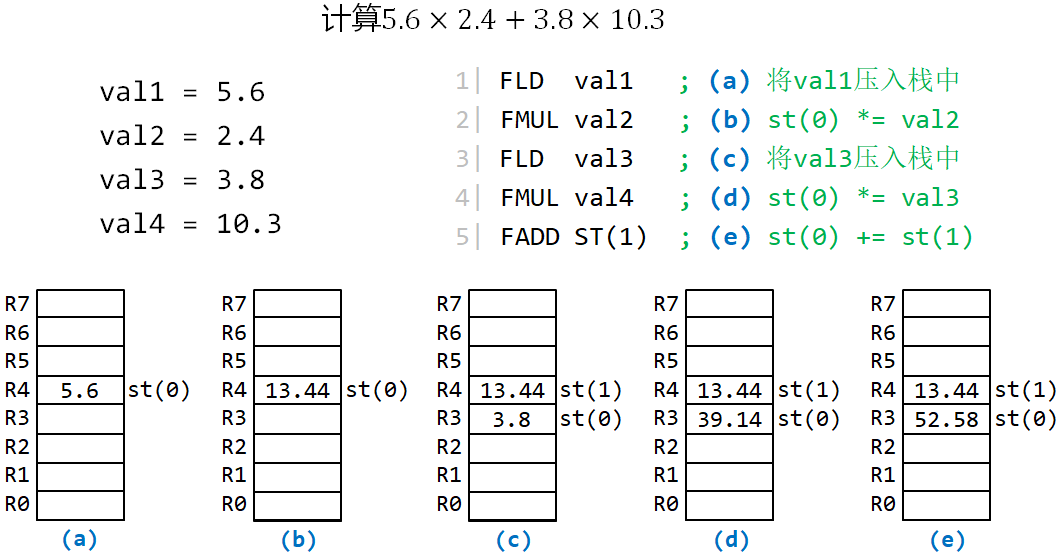 计算5.6 × 2.4 + 3.8 × 10.3
val1 = 5.6
val2 = 2.4
val3 = 3.8
val4 = 10.3
1| FLD val1 ; (a) 将val1压入栈中
2| FMUL val2 ; (b) st(0) *= val2
3| FLD val3 ; (c) 将val3压入栈中
4| FMUL val4 ; (d) st(0) *= val3
5| FADD ST(1) ; (e) st(0) += st(1)
R7
R6
R5
R4 5.6 st(0)
R3
R2
R1
R0
(a)
R7
R6
R5
R4 13.44 st(0)
R3
R2
R1
R0
(b)
R7
R6
R5
R4 13.44 st(1)
R3 3.8 st(0)
R2
R1
R0
(c)
R7
R6
R5
R4 13.44 st(1)
R3 39.14 st(0)
R2
R1
R0
(d)
R7
R6
R5
R4 13.44 st(1)
R3 52.58 st(0)
R2
R1
R0
(e)